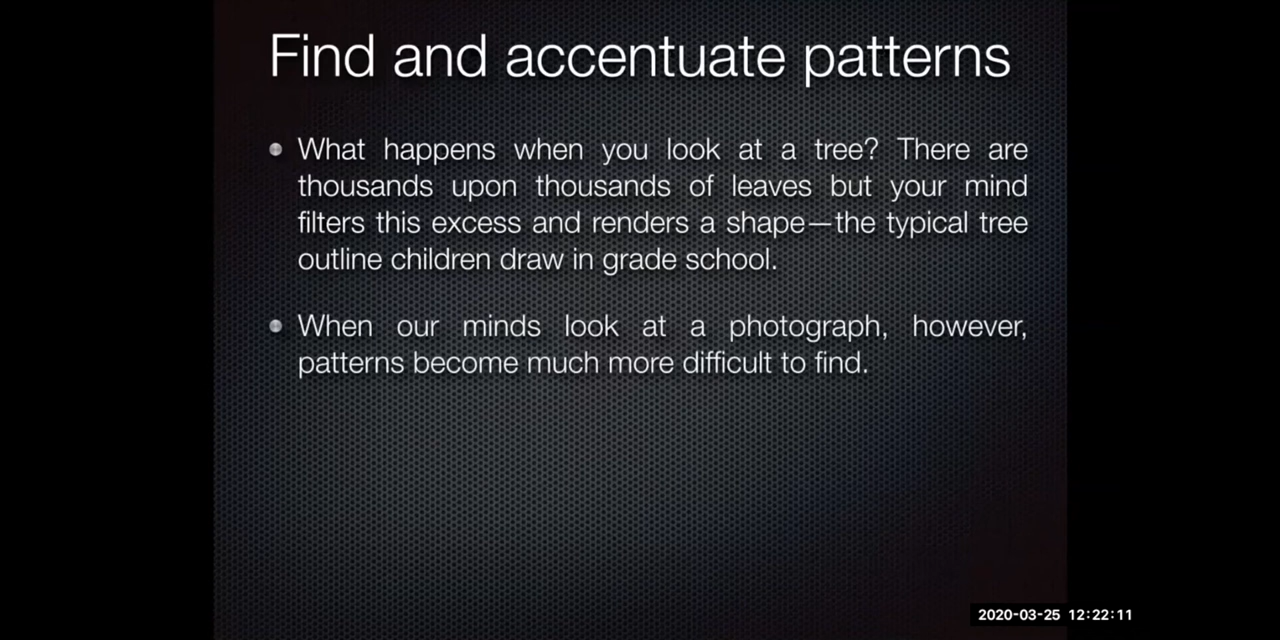 Find and accentuate patterns
What happens when you look at a tree? There are
thousands upon thousands of leaves but your mind
filters this excess and renders a shape—the typical tree
outline children draw in grade school.
When our minds look at a photograph, however,
patterns become much more difficult to find.
2020-03-25 12:22:11